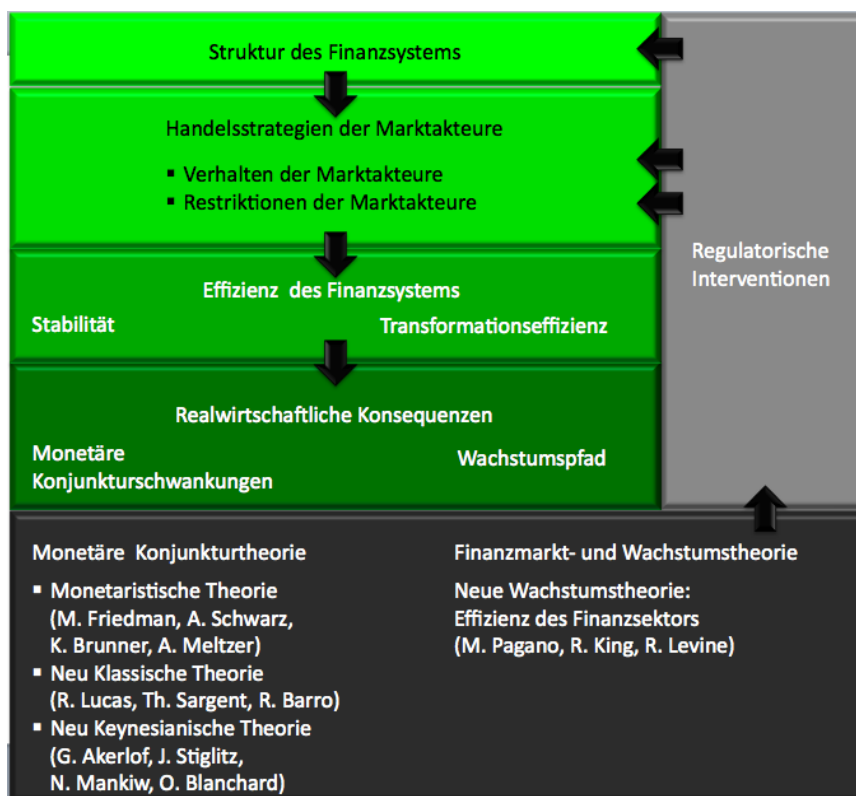 Struktur des Finanzsystems
Handelsstrategien der Marktakteure
▪ Verhalten der Marktakteure
▪ Restriktionen der Marktakteure
Regulatorische
Interventionen
Effizienz des Finanzsystems
Stabilität
Transformationseffizienz
Realwirtschaftliche Konsequenzen
Monetäre
Konjunkturschwankungen
Wachstumspfad
Monetäre Konjunkturtheorie
▪ Monetaristische Theorie
(M. Friedman, A. Schwarz,
K. Brunner, A. Meltzer)
▪ Neu Klassische Theorie
(R. Lucas, Th. Sargent, R. Barro)
▪ Neu Keynesianische Theorie
(G. Akerlof, J. Stiglitz,
N. Mankiw, O. Blanchard)
Finanzmarkt- und Wachstumstheorie
Neue Wachstumstheorie:
Effizienz des Finanzsektors
(M. Pagano, R. King, R. Levine)